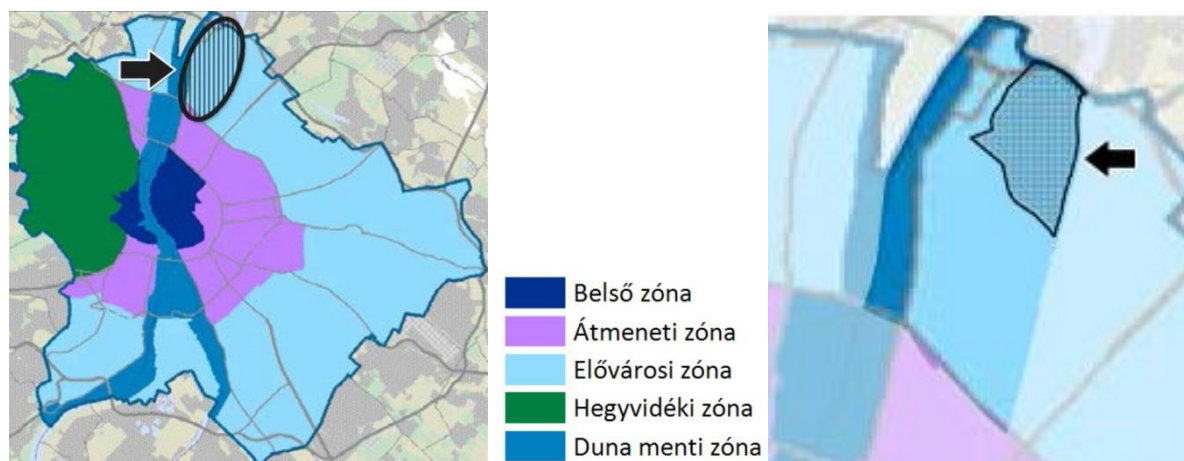 Belső zóna
Átmeneti zóna
Elővárosi zóna
Hegyvidéki zóna
Duna menti zóna